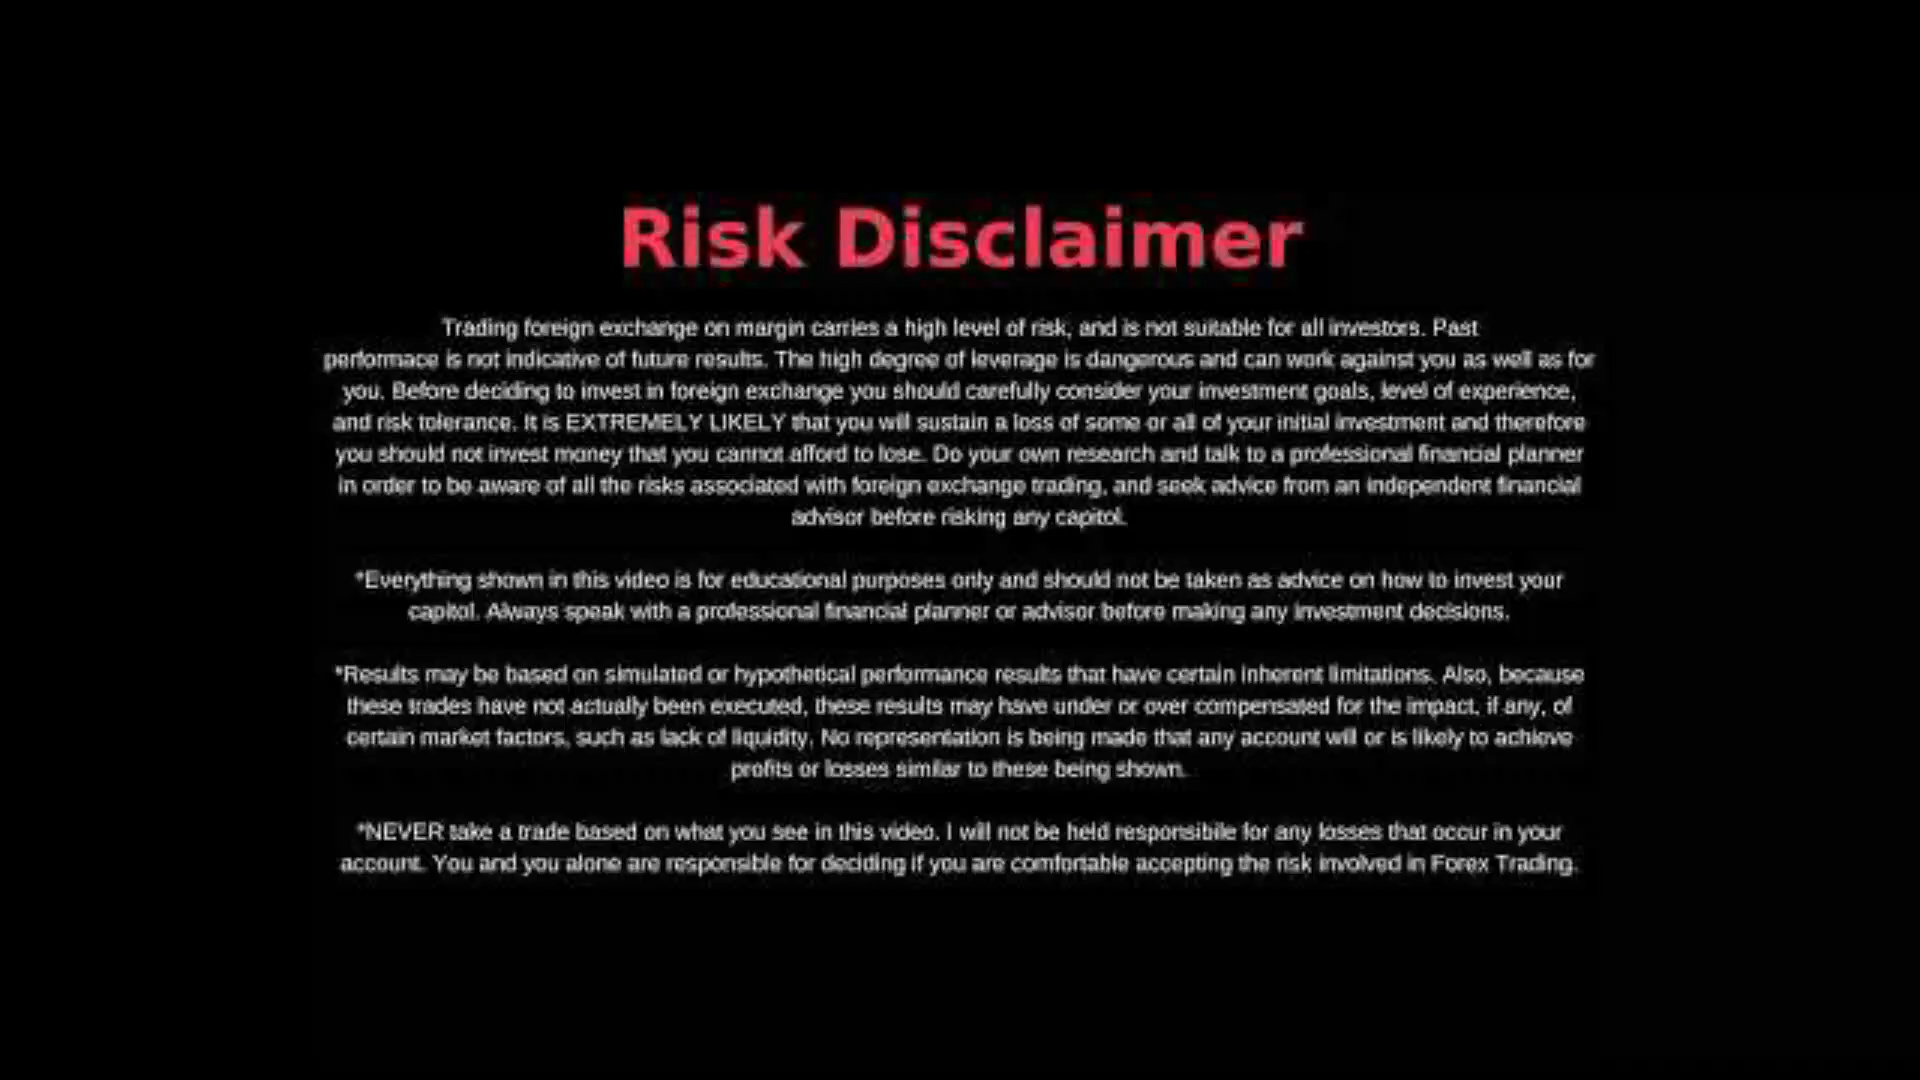 Risk Disclaimer
Trading foreign exchange on margin carries a high level of risk, and is not suitable for all investors. Past
performace is not indicative of future results. The high degree of leverage is dangerous and can work against you as well as for
you. Before deciding to invest in foreign exchange you should carefully consider your investment goals, level of experience,
and risk tolerance. It is EXTREMELY LIKELY that you will sustain a loss of some or all of your initial investment and therefore
you should not invest money that you cannot afford to lose. Do your own research and talk to a professional financial planner
in order to be aware of all the risks associated with foreign exchange trading, and seek advice from an independent financial
advisor before risking any capitol.
*Everything shown in this video is for educational purposes only and should not be taken as advice on how to invest your
capitol. Always speak with a professional financial planner or advisor before making any investment decisions.
*Results may be based on simulated or hypothetical performance results that have certain inherent limitations. Also, because
these trades have not actually been executed, these results may have under or over compensated for the impact, if any, of
certain market factors, such as lack of liquidity. No representation is being made that any account will or is likely to achieve
profits or losses similar to these being shown.
*NEVER take a trade based on what you see in this video. I will not be held responsibile for any losses that occur in your
account. You and you alone are responsible for deciding if you are comfortable accepting the risk involved in Forex Trading.